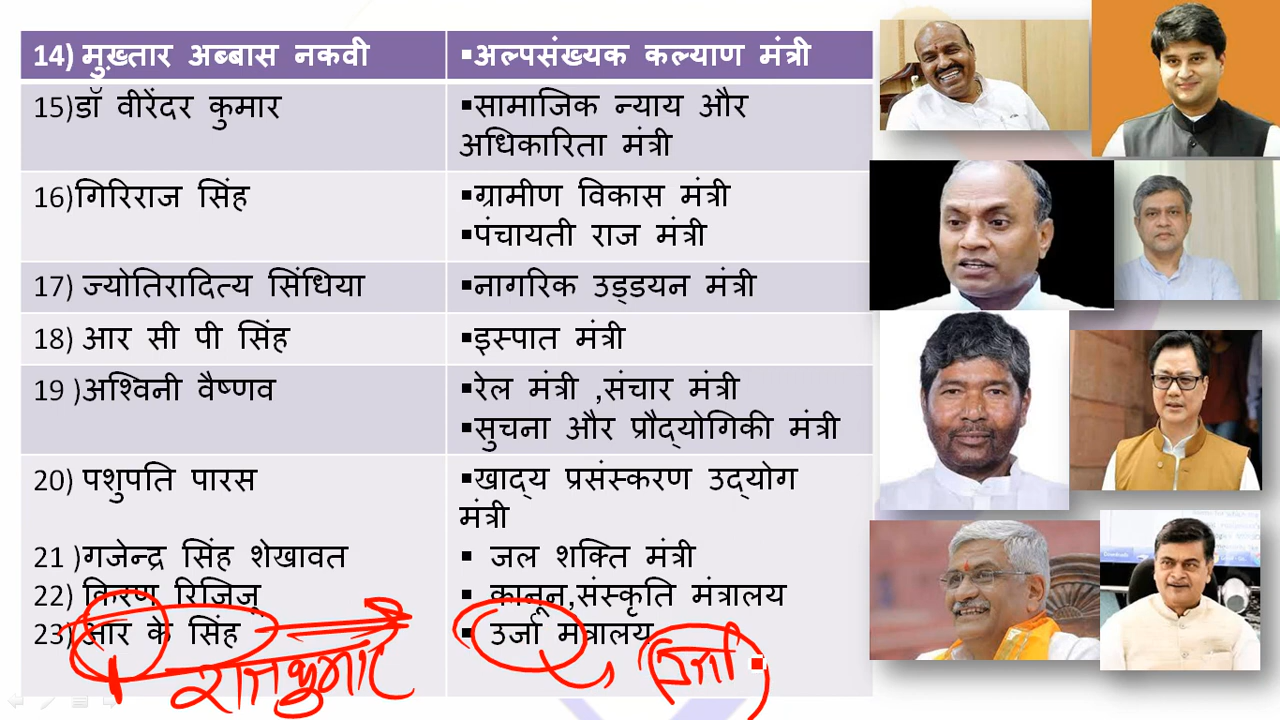 14) मुख़्तार अब्बास नकवी ▪अल्पसंख्यक कल्याण मंत्री
15)डॉ वीरेंदर कुमार ▪सामाजिक न्याय और
अधिकारिता मंत्री
16)गिरिराज सिंह ▪ग्रामीण विकास मंत्री
▪पंचायती राज मंत्री
17) ज्योतिरादित्य सिंधिया ▪नागरिक उड्डयन मंत्री
18) आर सी पी सिंह ▪इस्पात मंत्री
19 )अश्विनी वैष्णव ▪रेल मंत्री ,संचार मंत्री
▪सुचना और प्रौद्योगिकी मंत्री
20) पशुपति पारस ▪खाद्य प्रसंस्करण उद्योग
मंत्री
21 )गजेन्द्र सिंह शेखावत ▪ जल शक्ति मंत्री
22) किरण रिजिजू ▪ कानून,संस्कृति मंत्रालय
23) आर के सिंह ▪ उर्जा मंत्रालय
राजकुमार